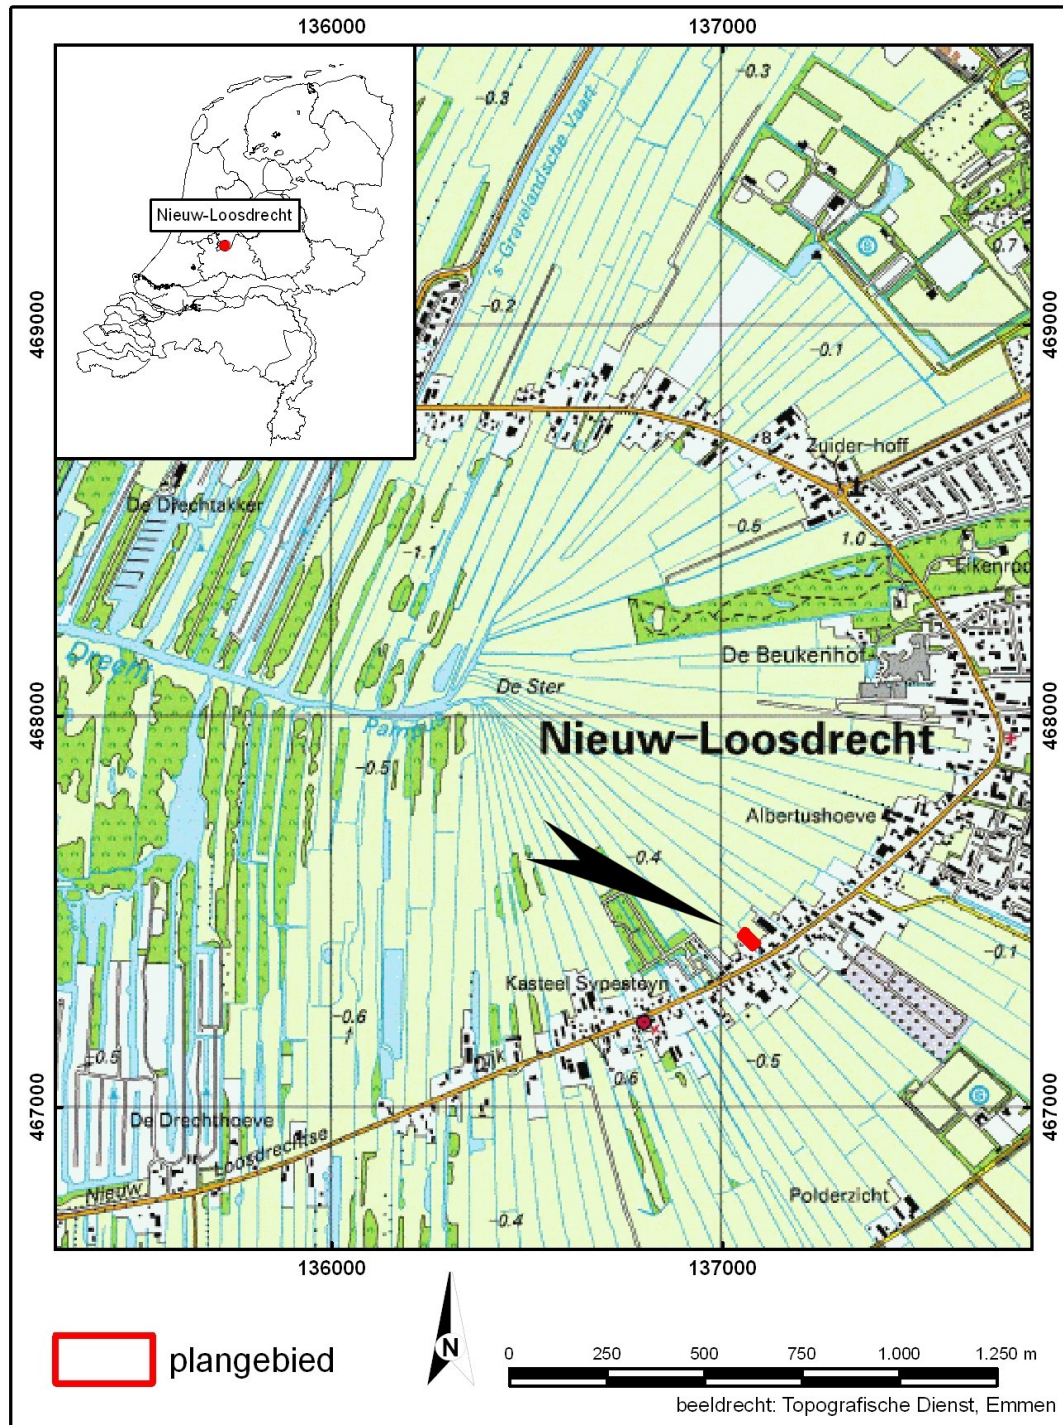 136000
137000
469000
468000
467000
469000
468000
467000
Nieuw-Loosdrecht
-0.3
's Gravelandsche Vaart
-0.3
-0.2
0.7
-0.1
8
Zuider-hoff
De Drechtakker
-1.1
-0.6
1.0
Eikenrod
Drecht
De Beukenhof
De Ster
Pampus
Nieuw-Loosdrecht
-0.5
Albertushoeve
-0.4
-0.1
Kasteel Sypesteyn
-0.6
-0.5
Dijk
0.6
-0.5
G
De Drechthoeve
Loosdrechtse
Nieuw
Polderzicht
-0.4
136000
137000
N
plangebied
0 250 500 750 1.000 1.250 m
beeldrecht: Topografische Dienst, Emmen